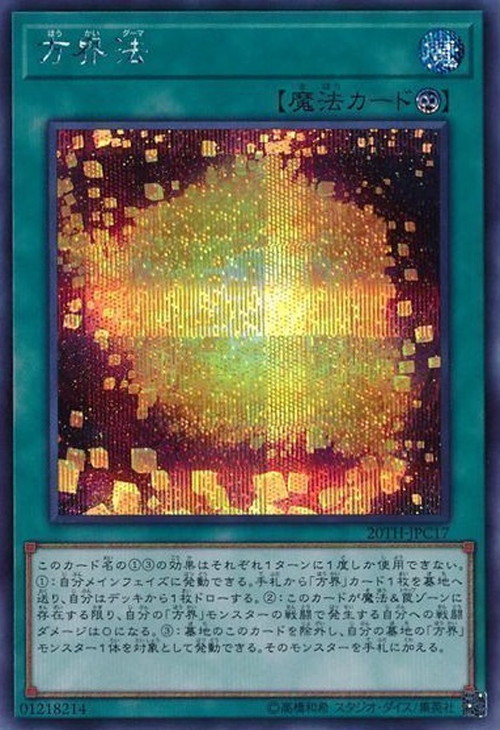 方界法
【魔法カード】
20TH-JPC17
このカード名の①③の効果はそれぞれ1ターンに1度しか使用できない。
①:自分メインフェイズに発動できる。手札から「方界」カード1枚を墓地へ
送り、自分はデッキから1枚ドローする。②:このカードが魔法&罠ゾーンに
存在する限り、自分の「方界」モンスターの戦闘で発生する自分への戦闘
ダメージは0になる。③:墓地のこのカードを除外し、自分の墓地の「方界」
モンスター1体を対象として発動できる。そのモンスターを手札に加える。
01218214
©高橋和希 スタジオ・ダイス/集英社